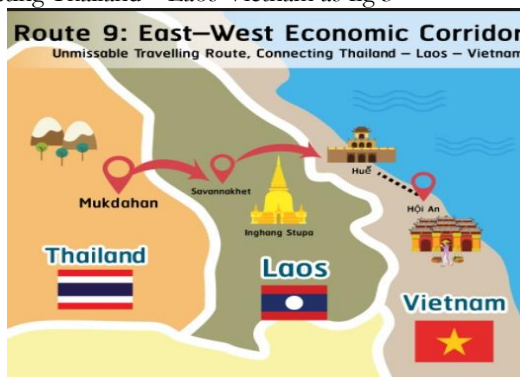 Route 9: East–West Economic Corridor
Unmissable Travelling Route, Connecting Thailand – Laos – Vietnam
Huế
Savannakhet
Mukdahan
Hội An
Inghang Stupa
Thailand
Laos
Vietnam